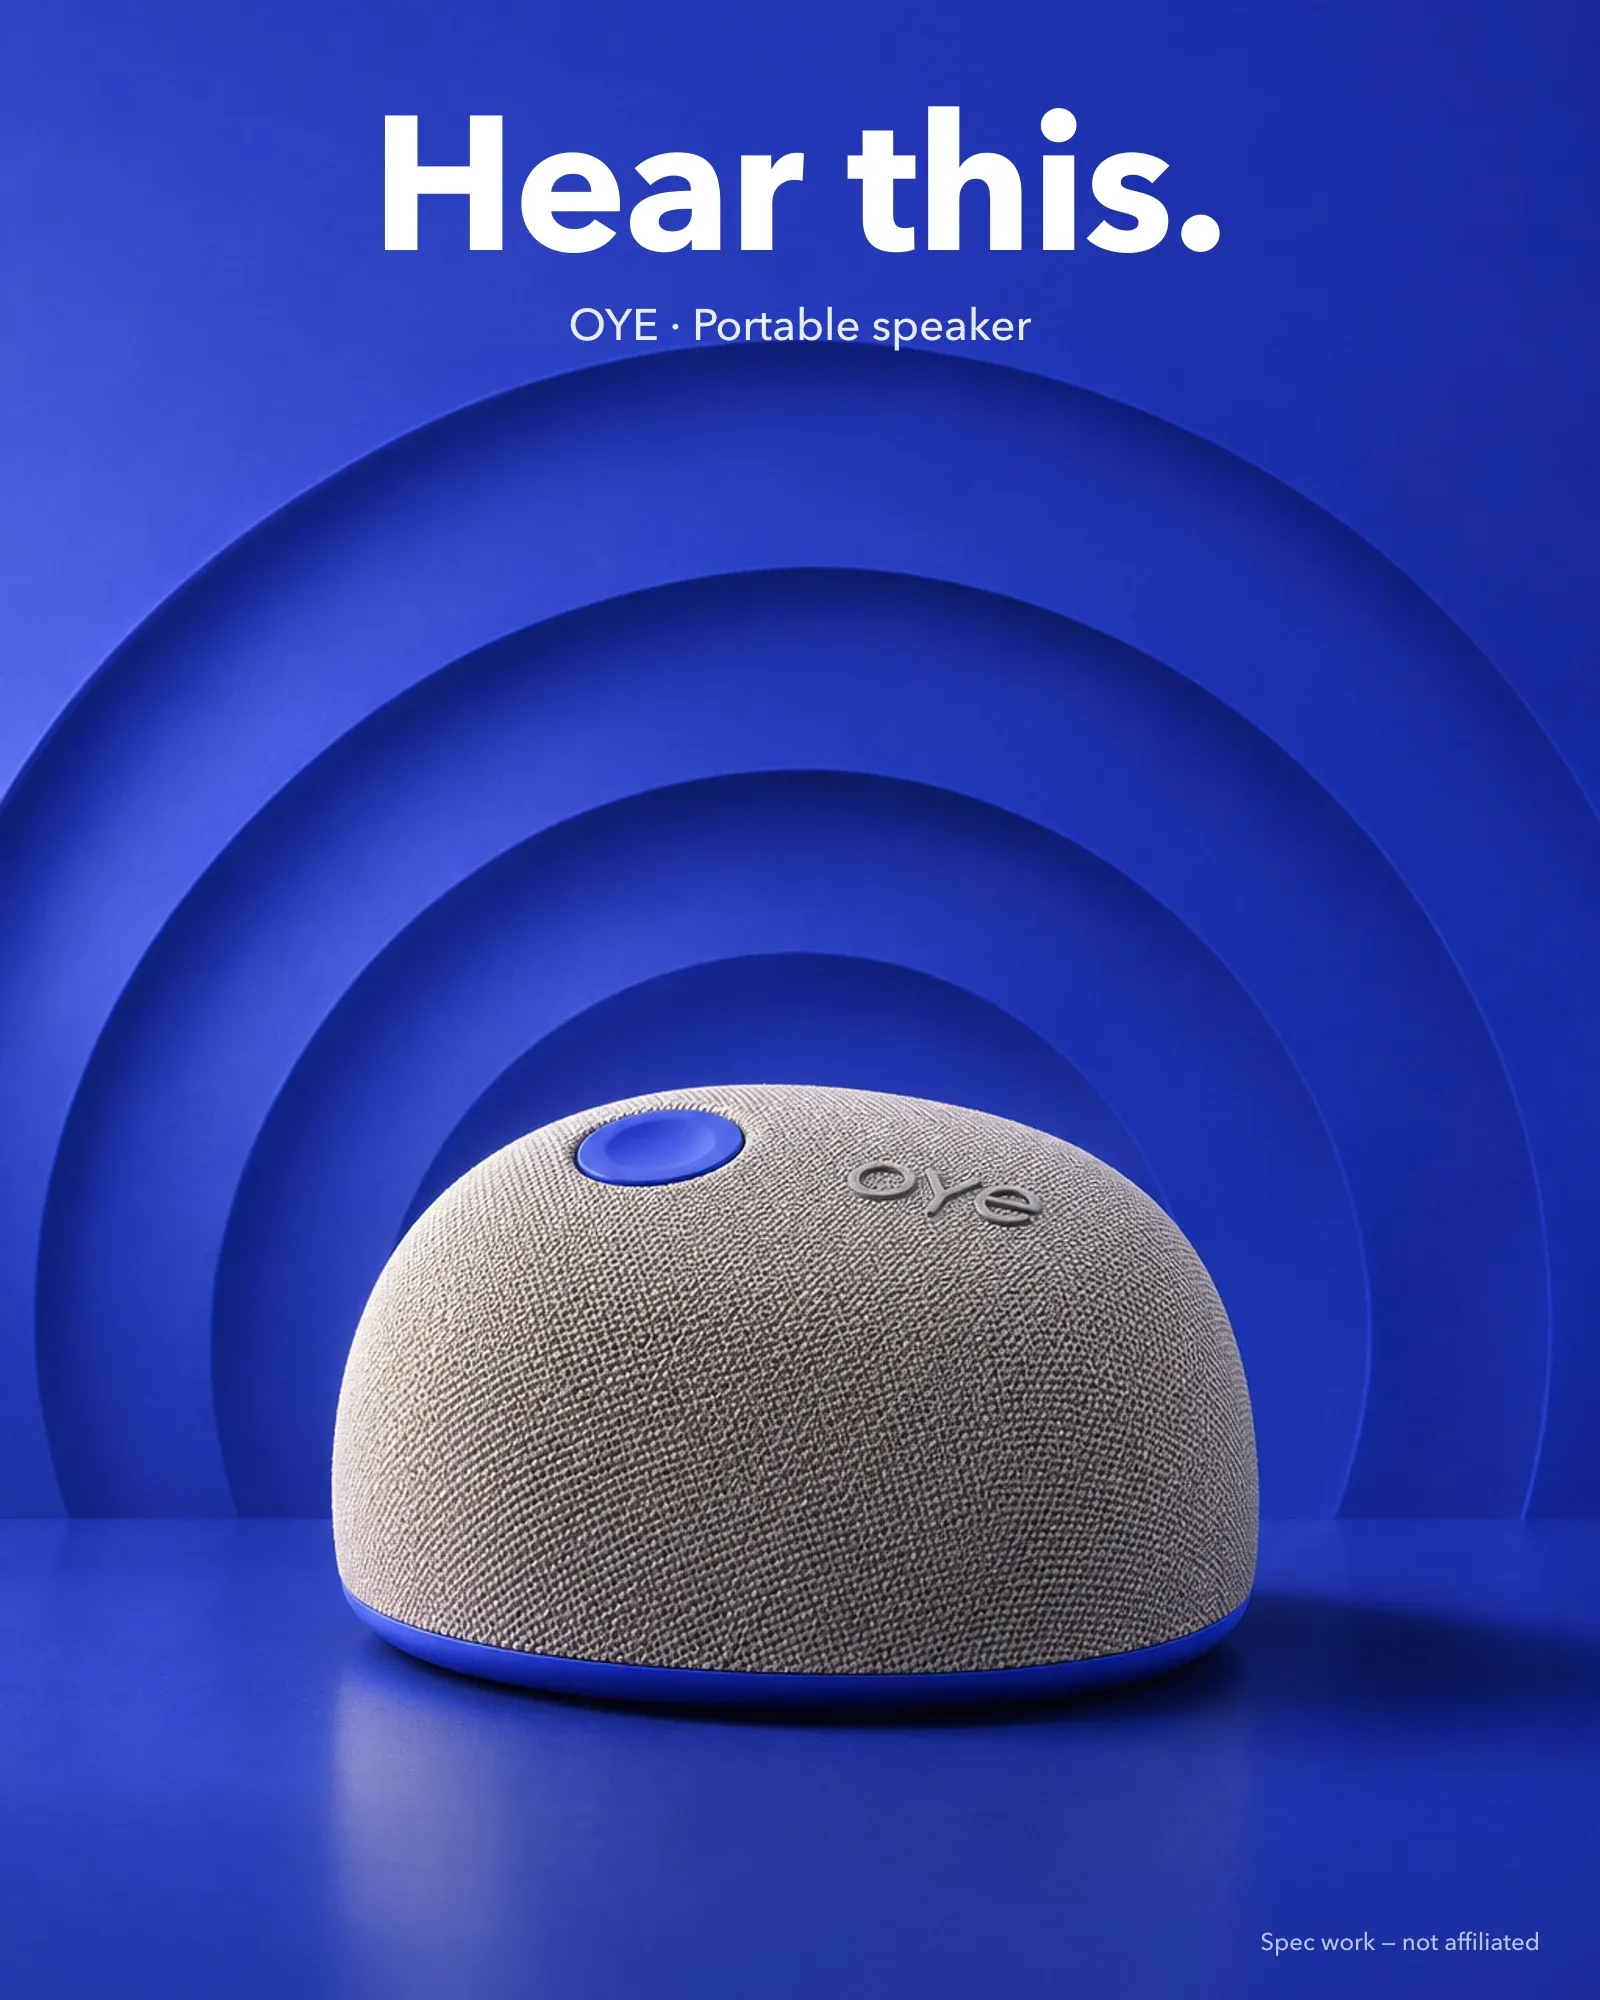 Hear this.
OYE · Portable speaker
oye
Spec work – not affiliated